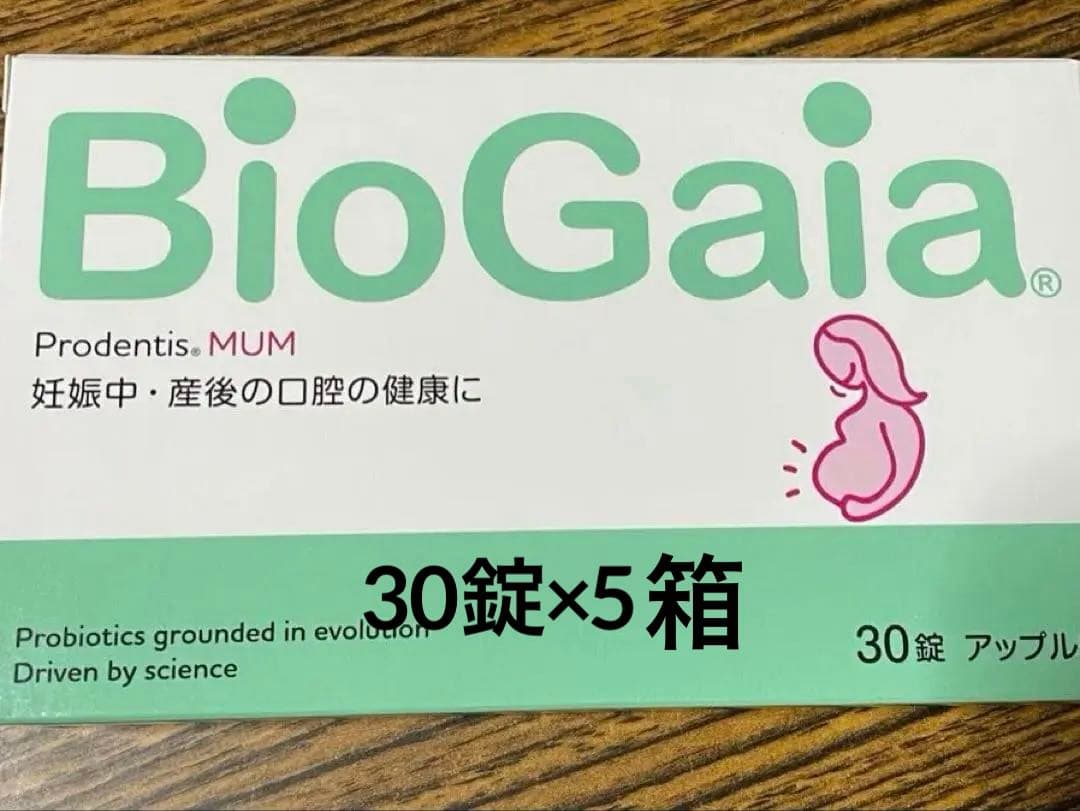 BioGaia®
Prodentis® MUM
妊娠中・産後の口腔の健康に
30錠×5箱
Probiotics grounded in evolution
Driven by science
30錠 アップル